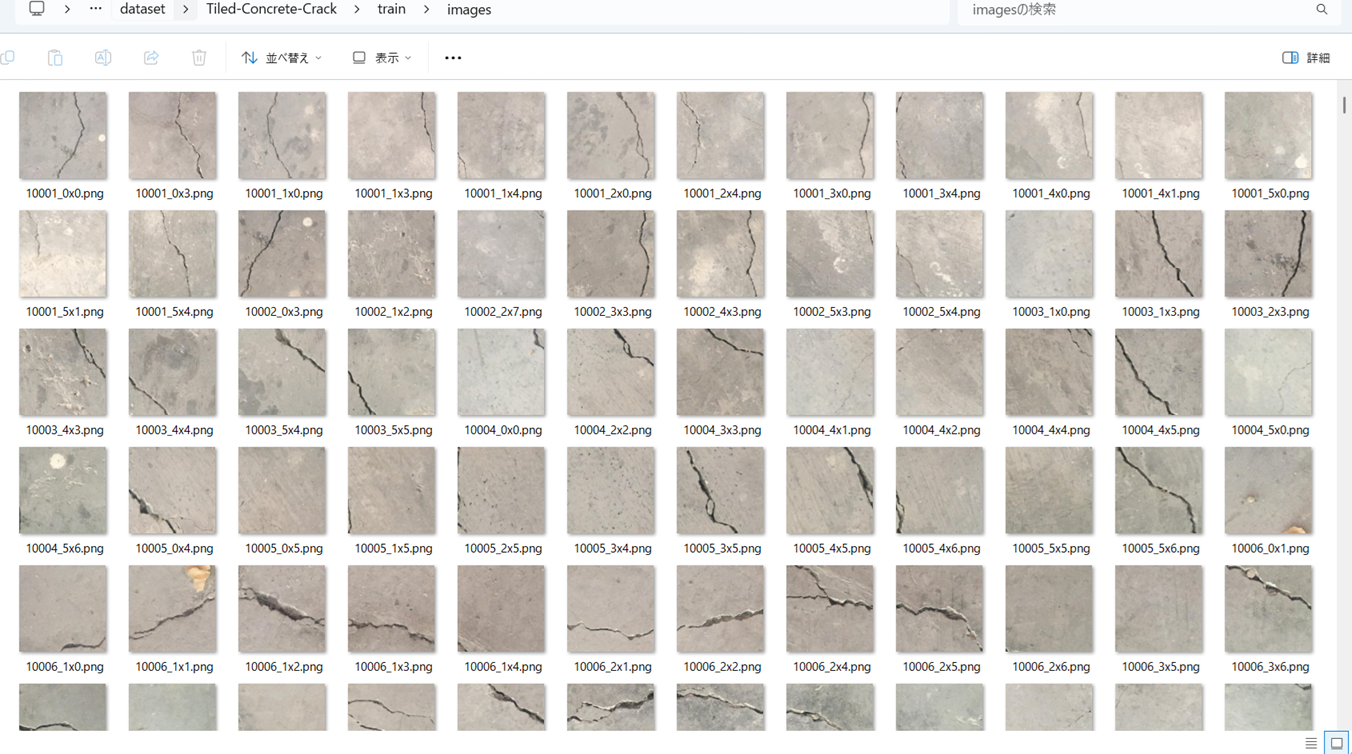 … dataset > Tiled-Concrete-Crack > train > images
imagesの検索
並べ替え 表示 … 詳細
10001_0x0.png 10001_0x3.png 10001_1x0.png 10001_1x3.png 10001_1x4.png 10001_2x0.png 10001_2x4.png 10001_3x0.png 10001_3x4.png 10001_4x0.png 10001_4x1.png 10001_5x0.png
10001_5x1.png 10001_5x4.png 10002_0x3.png 10002_1x2.png 10002_2x7.png 10002_3x3.png 10002_4x3.png 10002_5x3.png 10002_5x4.png 10003_1x0.png 10003_1x3.png 10003_2x3.png
10003_4x3.png 10003_4x4.png 10003_5x4.png 10003_5x5.png 10004_0x0.png 10004_2x2.png 10004_3x3.png 10004_4x1.png 10004_4x2.png 10004_4x4.png 10004_4x5.png 10004_5x0.png
10004_5x6.png 10005_0x4.png 10005_0x5.png 10005_1x5.png 10005_2x5.png 10005_3x4.png 10005_3x5.png 10005_4x5.png 10005_4x6.png 10005_5x5.png 10005_5x6.png 10006_0x1.png
10006_1x0.png 10006_1x1.png 10006_1x2.png 10006_1x3.png 10006_1x4.png 10006_2x1.png 10006_2x2.png 10006_2x4.png 10006_2x5.png 10006_2x6.png 10006_3x5.png 10006_3x6.png